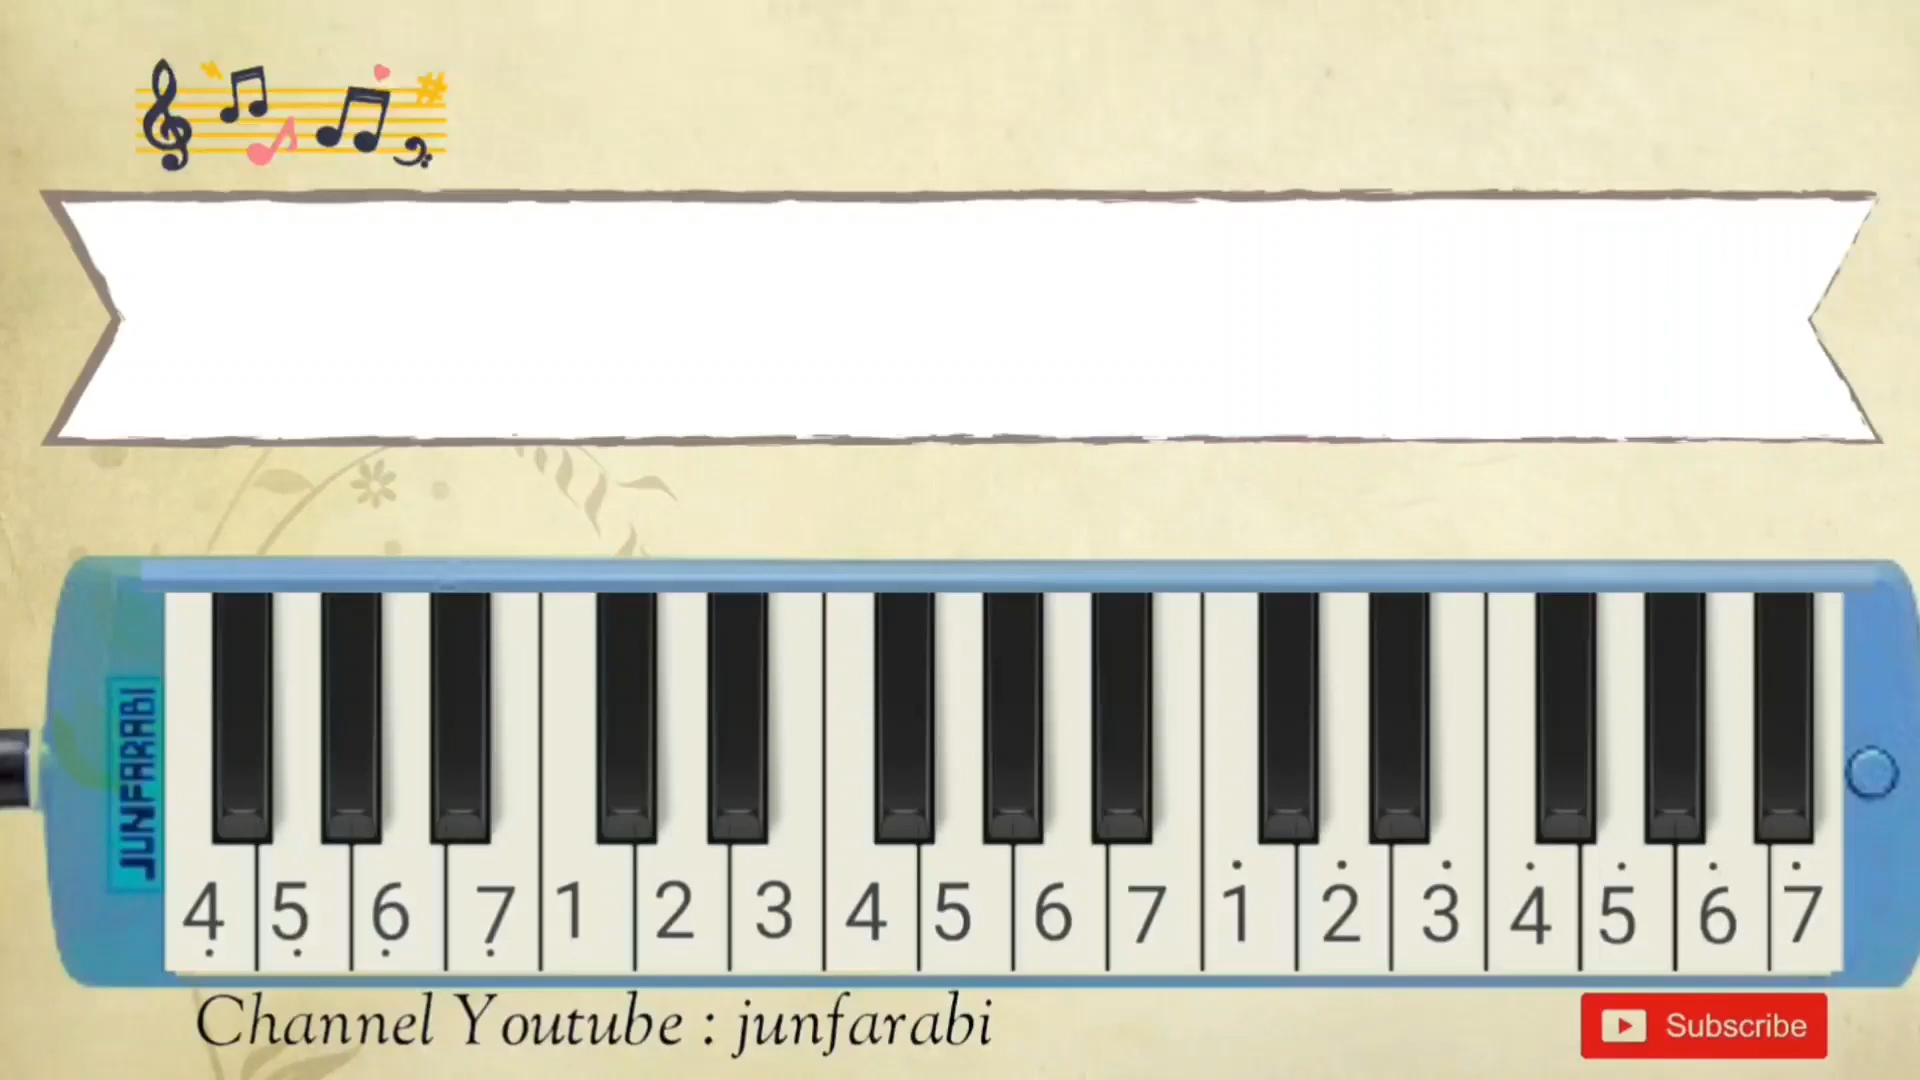 JUNFARABI
4̣ 5̣ 6̣ 7̣ 1 2 3 4 5 6 7 1̇ 2̇ 3̇ 4̇ 5̇ 6̇ 7̇
Channel Youtube : junfarabi
Subscribe